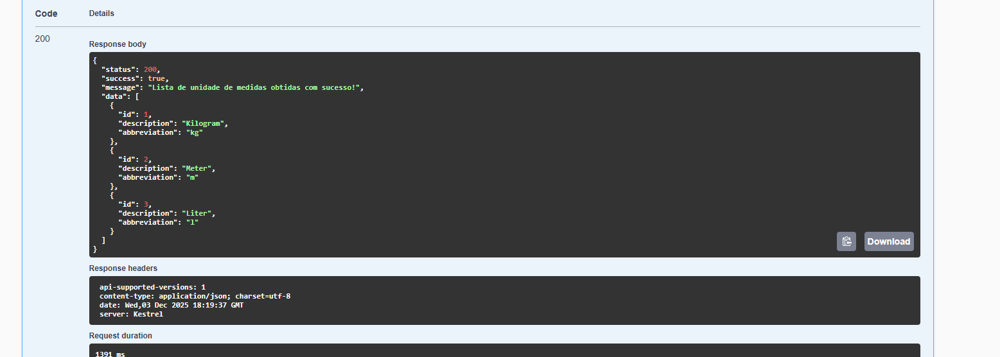 Code Details
200
Response body
{
  "status": 200,
  "success": true,
  "message": "Lista de unidade de medidas obtidas com sucesso!",
  "data": [
    {
      "id": 1,
      "description": "Kilogram",
      "abbreviation": "kg"
    },
    {
      "id": 2,
      "description": "Meter",
      "abbreviation": "m"
    },
    {
      "id": 3,
      "description": "Liter",
      "abbreviation": "l"
    }
  ]
}
Download
Response headers
api-supported-versions: 1
content-type: application/json; charset=utf-8
date: Wed,03 Dec 2025 18:19:37 GMT
server: Kestrel
Request duration
1391 ms